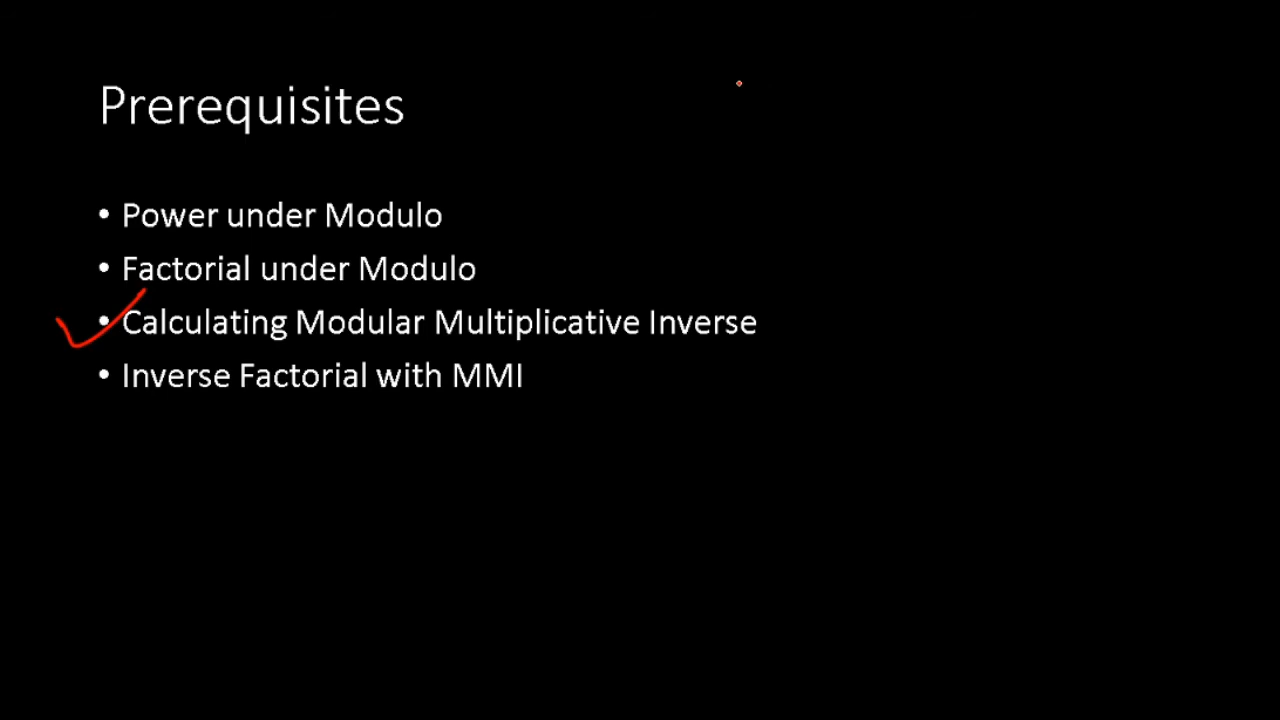 Prerequisites
• Power under Modulo
• Factorial under Modulo
• Calculating Modular Multiplicative Inverse
• Inverse Factorial with MMI